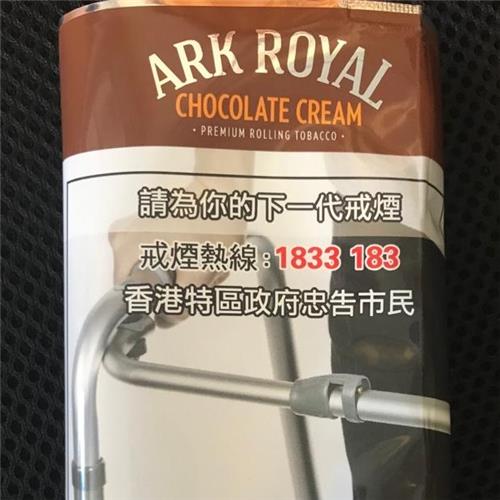 ARK ROYAL
CHOCOLATE CREAM
• PREMIUM ROLLING TOBACCO •
請為你的下一代戒煙
戒煙熱線:1833 183
香港特區政府忠告市民